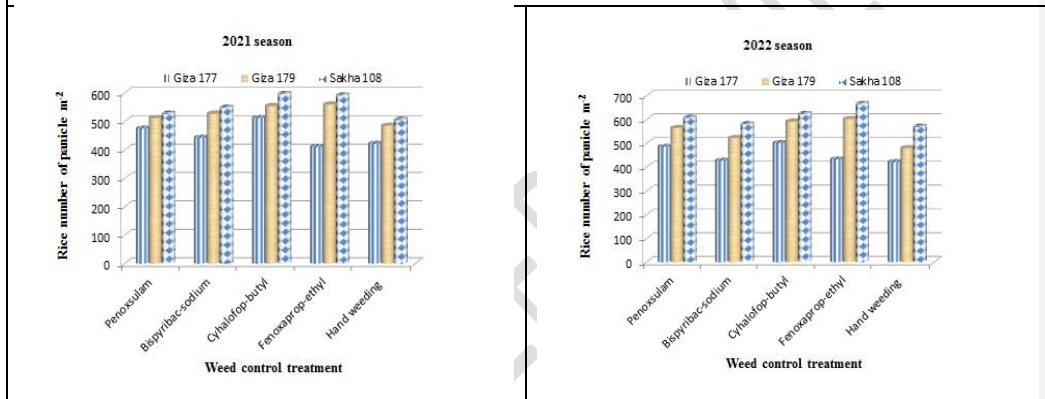 2021 season
Giza 177 Giza 179 Sakha 108
Rice number of panicle m-2
600
500
400
300
200
100
0
Penoxsulam
Bispyribac-sodium
Cyhalofop-butyl
Fenoxaprop-ethyl
Hand weeding
Weed control treatment
2022 season
Giza 177 Giza 179 Sakha 108
Rice number of panicle m-2
700
600
500
400
300
200
100
0
Penoxsulam
Bispyribac-sodium
Cyhalofop-butyl
Fenoxaprop-ethyl
Hand weeding
Weed control treatment